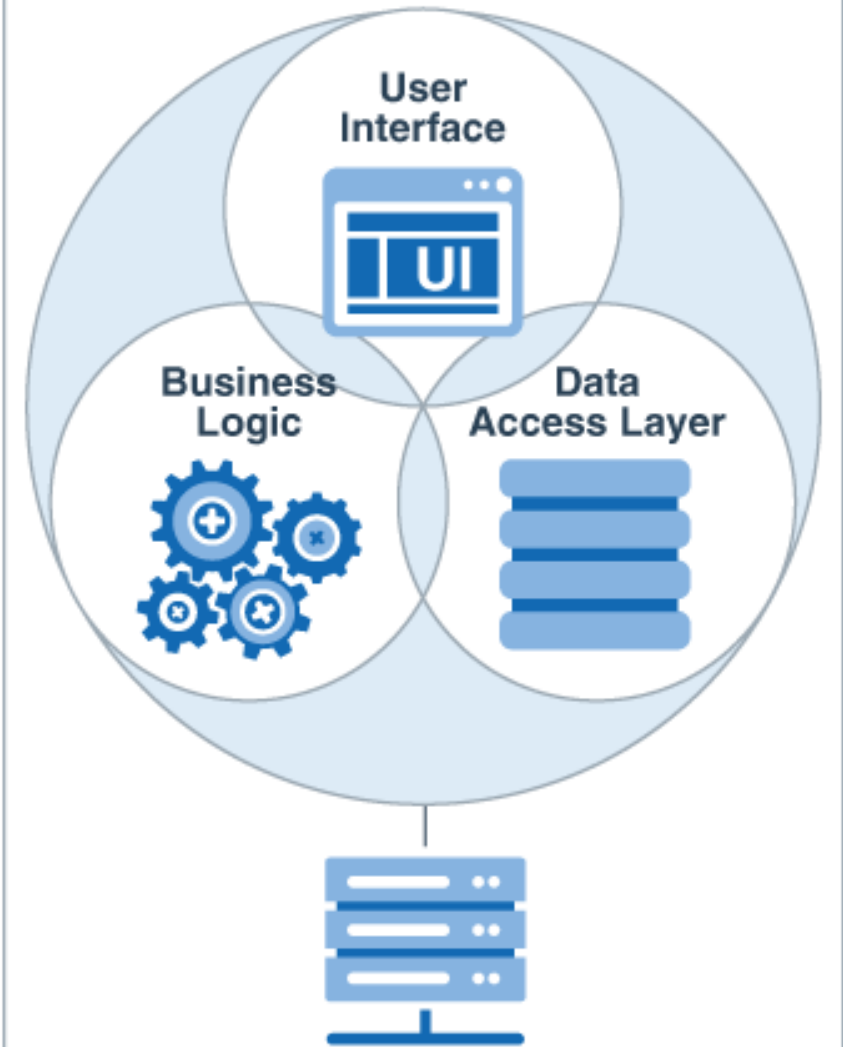 User
Interface
UI
Business
Logic
Data
Access Layer